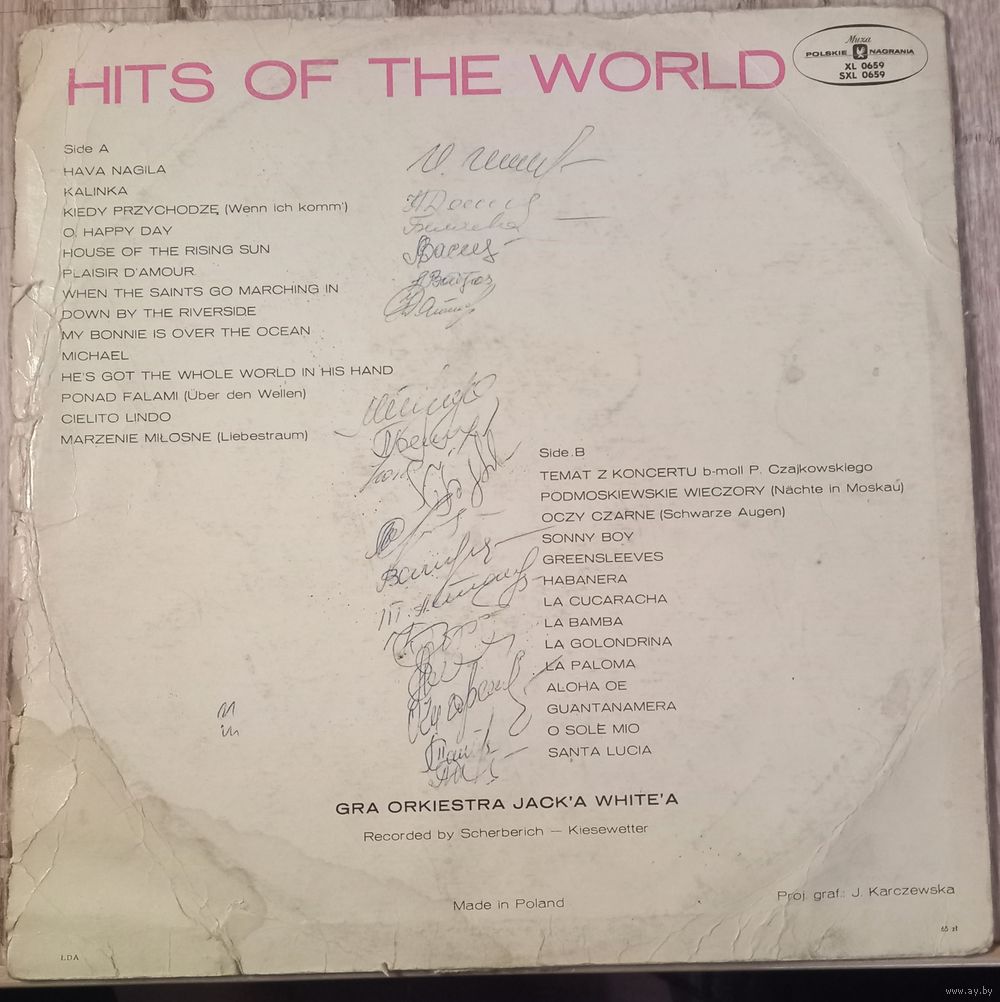 HITS OF THE WORLD
Muza
POLSKIE NAGRANIA
XL 0659
SXL 0659
Side A
HAVA NAGILA
KALINKA
KIEDY PRZYCHODZĘ (Wenn ich komm')
O, HAPPY DAY
HOUSE OF THE RISING SUN
PLAISIR D'AMOUR
WHEN THE SAINTS GO MARCHING IN
DOWN BY THE RIVERSIDE
MY BONNIE IS OVER THE OCEAN
MICHAEL
HE'S GOT THE WHOLE WORLD IN HIS HAND
PONAD FALAMI (Über den Wellen)
CIELITO LINDO
MARZENIE MIŁOSNE (Liebestraum)
Side B
TEMAT Z KONCERTU b-moll P. Czajkowskiego
PODMOSKIEWSKIE WIECZORY (Nächte in Moskau)
OCZY CZARNE (Schwarze Augen)
SONNY BOY
GREENSLEEVES
HABANERA
LA CUCARACHA
LA BAMBA
LA GOLONDRINA
LA PALOMA
ALOHA OE
GUANTANAMERA
O SOLE MIO
SANTA LUCIA
GRA ORKIESTRA JACK'A WHITE'A
Recorded by Scherberich — Kiesewetter
Made in Poland
Proj. graf.: J. Karczewska
65 zł
LDA
www.ay.by